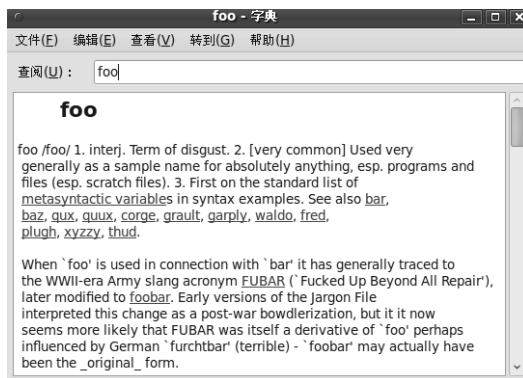 foo - 字典
文件(F) 编辑(E) 查看(V) 转到(G) 帮助(H)
查阅(U)： foo
foo
foo /foo/ 1. interj. Term of disgust. 2. [very common] Used very
generally as a sample name for absolutely anything, esp. programs and
files (esp. scratch files). 3. First on the standard list of
metasyntactic variables in syntax examples. See also bar,
baz, qux, quux, corge, grault, garply, waldo, fred,
plugh, xyzzy, thud.
When `foo' is used in connection with `bar' it has generally traced to
the WWII-era Army slang acronym FUBAR (`Fucked Up Beyond All Repair'),
later modified to foobar. Early versions of the Jargon File
interpreted this change as a post-war bowdlerization, but it it now
seems more likely that FUBAR was itself a derivative of `foo' perhaps
influenced by German `furchtbar' (terrible) - `foobar' may actually have
been the _original_ form.